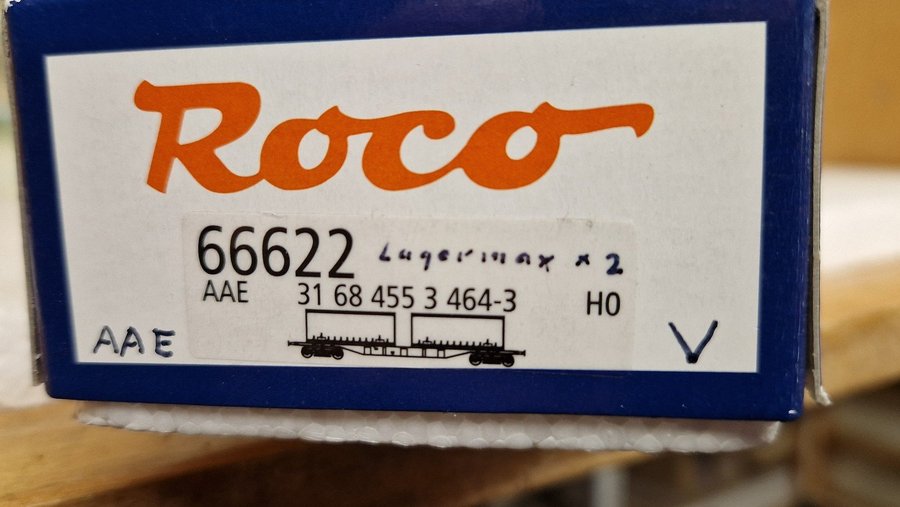 Roco
66622 Lagermax x 2
AAE 31 68 455 3 464-3 H0
AAE V